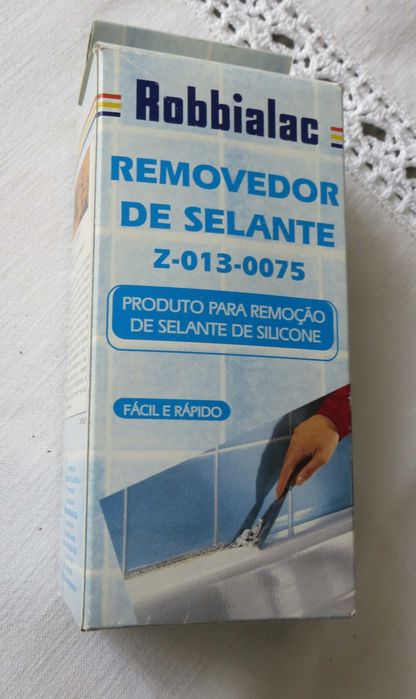 Robbialac
REMOVEDOR
DE SELANTE
Z-013-0075
PRODUTO PARA REMOÇÃO
DE SELANTE DE SILICONE
FÁCIL E RÁPIDO